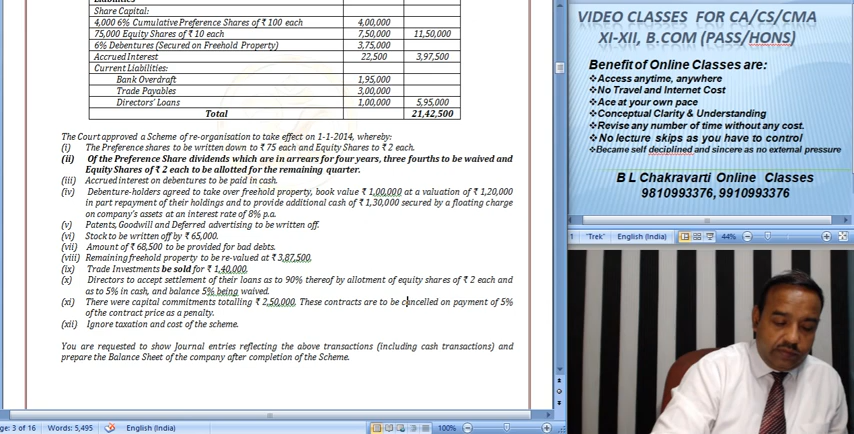 Liabilities
Share Capital:
4,000 6% Cumulative Preference Shares of ₹ 100 each 4,00,000
75,000 Equity Shares of ₹ 10 each 7,50,000 11,50,000
6% Debentures (Secured on Freehold Property) 3,75,000
Accrued Interest 22,500 3,97,500
Current Liabilities:
Bank Overdraft 1,95,000
Trade Payables 3,00,000
Directors' Loans 1,00,000 5,95,000
Total 21,42,500
The Court approved a Scheme of re-organisation to take effect on 1-1-2014, whereby:
(i) The Preference shares to be written down to ₹ 75 each and Equity Shares to ₹ 2 each.
(ii) Of the Preference Share dividends which are in arrears for four years, three fourths to be waived and
Equity Shares of ₹ 2 each to be allotted for the remaining quarter.
(iii) Accrued interest on debentures to be paid in cash.
(iv) Debenture-holders agreed to take over freehold property, book value ₹ 1,00,000 at a valuation of ₹ 1,20,000
in part repayment of their holdings and to provide additional cash of ₹ 1,30,000 secured by a floating charge
on company's assets at an interest rate of 8% p.a.
(v) Patents, Goodwill and Deferred advertising to be written off.
(vi) Stock to be written off by ₹ 65,000.
(vii) Amount of ₹ 68,500 to be provided for bad debts.
(viii) Remaining freehold property to be re-valued at ₹ 3,87,500.
(ix) Trade Investments be sold for ₹ 1,40,000.
(x) Directors to accept settlement of their loans as to 90% thereof by allotment of equity shares of ₹ 2 each and
as to 5% in cash, and balance 5% being waived.
(xi) There were capital commitments totalling ₹ 2,50,000. These contracts are to be cancelled on payment of 5%
of the contract price as a penalty.
(xii) Ignore taxation and cost of the scheme.
You are requested to show Journal entries reflecting the above transactions (including cash transactions) and
prepare the Balance Sheet of the company after completion of the Scheme.
ge: 3 of 16 Words: 5,495 English (India) 100%
VIDEO CLASSES FOR CA/CS/CMA
XI-XII, B.COM (PASS/HONS)
Benefit of Online Classes are:
❖Access anytime, anywhere
❖No Travel and Internet Cost
❖Ace at your own pace
❖Conceptual Clarity & Understanding
❖Revise any number of time without any cost.
❖No lecture skips as you have to control
❖Became self deciplined and sincere as no external pressure
B L Chakravarti Online Classes
9810993376, 9910993376
1 "Trek" English (India) 44%